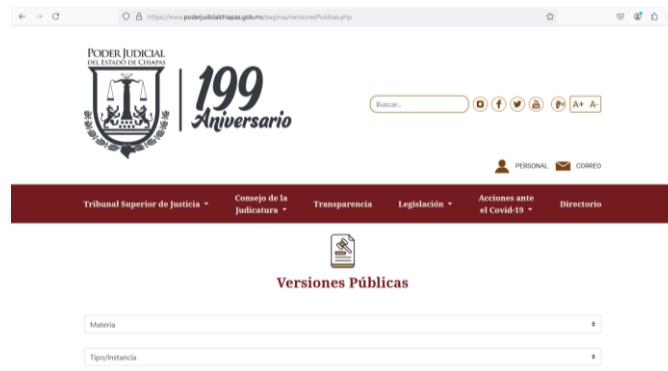 https://www.poderjudicialchiapas.gob.mx/paginas/versionesPublicas.php
PODER JUDICIAL
DEL ESTADO DE CHIAPAS
199
Aniversario
Buscar..
A+ A-
PERSONAL
CORREO
Tribunal Superior de Justicia
Consejo de la
Judicatura
Transparencia
Legislación
Acciones ante
el Covid-19
Directorio
Versiones Públicas
Materia
Tipo/Instancia